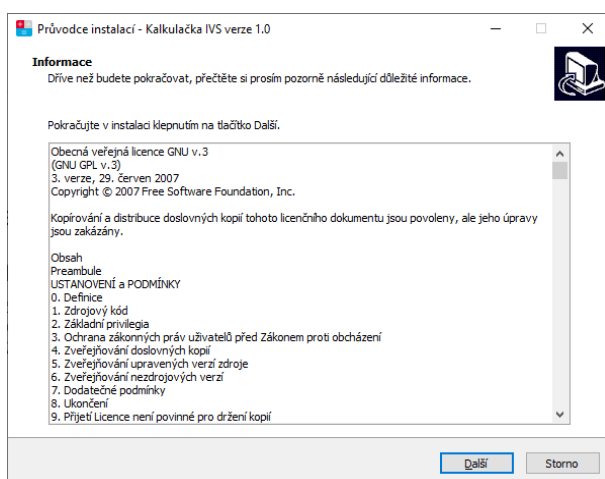 Průvodce instalací - Kalkulačka IVS verze 1.0
Informace
Dříve než budete pokračovat, přečtěte si prosím pozorně následující důležité informace.
Pokračujte v instalaci klepnutím na tlačítko Další.
Obecná veřejná licence GNU v.3
(GNU GPL v.3)
3. verze, 29. červen 2007
Copyright © 2007 Free Software Foundation, Inc.
Kopírování a distribuce doslovných kopií tohoto licenčního dokumentu jsou povoleny, ale jeho úpravy
jsou zakázány.
Obsah
Preambule
USTANOVENÍ a PODMÍNKY
0. Definice
1. Zdrojový kód
2. Základní privilegia
3. Ochrana zákonných práv uživatelů před Zákonem proti obcházení
4. Zveřejňování doslovných kopií
5. Zveřejňování upravených verzí zdroje
6. Zveřejňování nezdrojových verzí
7. Dodatečné podmínky
8. Ukončení
9. Přijetí Licence není povinné pro držení kopií
Další
Storno